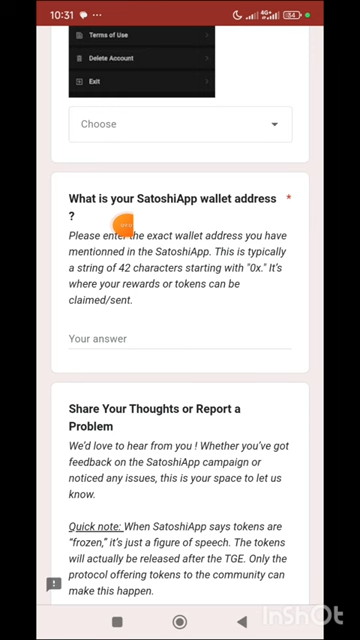 10:31
4G+
84
Terms of Use
Delete Account
Exit
Choose
What is your SatoshiApp wallet address *
?
Please enter the exact wallet address you have
mentionned in the SatoshiApp. This is typically
a string of 42 characters starting with "0x." It's
where your rewards or tokens can be
claimed/sent.
Your answer
Share Your Thoughts or Report a
Problem
We'd love to hear from you ! Whether you've got
feedback on the SatoshiApp campaign or
noticed any issues, this is your space to let us
know.
Quick note: When SatoshiApp says tokens are
"frozen," it's just a figure of speech. The tokens
will actually be released after the TGE. Only the
protocol offering tokens to the community can
make this happen.
InShOt